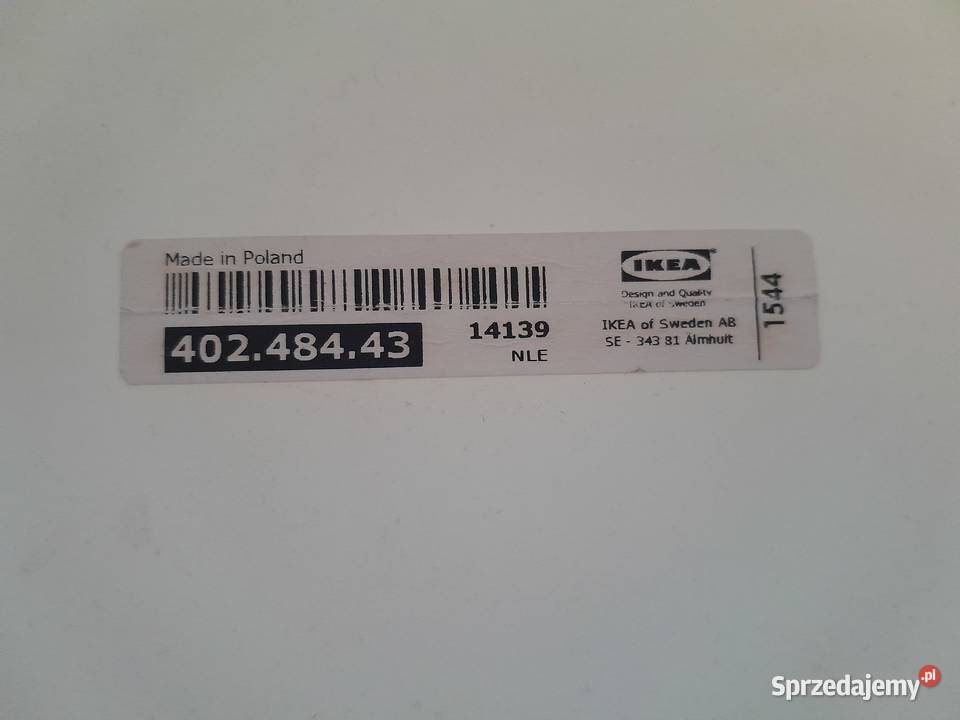 Made in Poland
402.484.43
14139
NLE
IKEA®
Design and Quality
IKEA of Sweden
IKEA of Sweden AB
SE - 343 81 Älmhult
1544
Sprzedajemy.pl